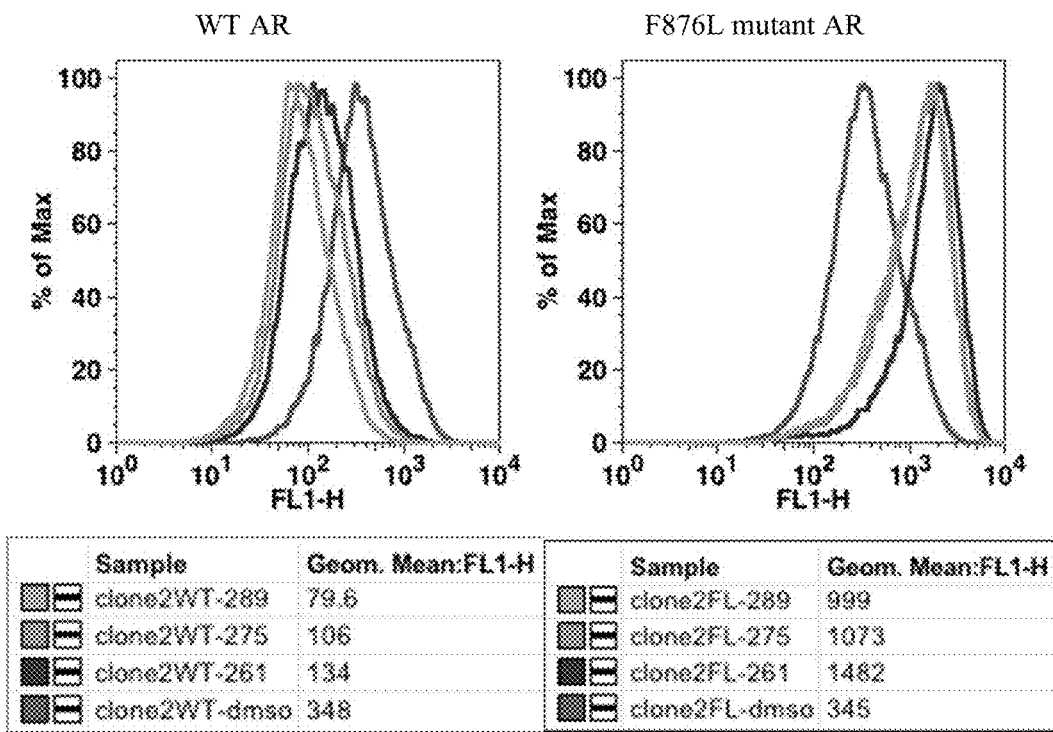 WT AR
F876L mutant AR
100
80
60
40
20
0
% of Max
10^0 10^1 10^2 10^3 10^4
FL1-H
100
80
60
40
20
0
% of Max
10^0 10^1 10^2 10^3 10^4
FL1-H
Sample Geom. Mean:FL1-H
clone2WT-289 79.6
clone2WT-275 106
clone2WT-261 134
clone2WT-dmso 348
Sample Geom. Mean:FL1-H
clone2FL-289 999
clone2FL-275 1073
clone2FL-261 1482
clone2FL-dmso 345